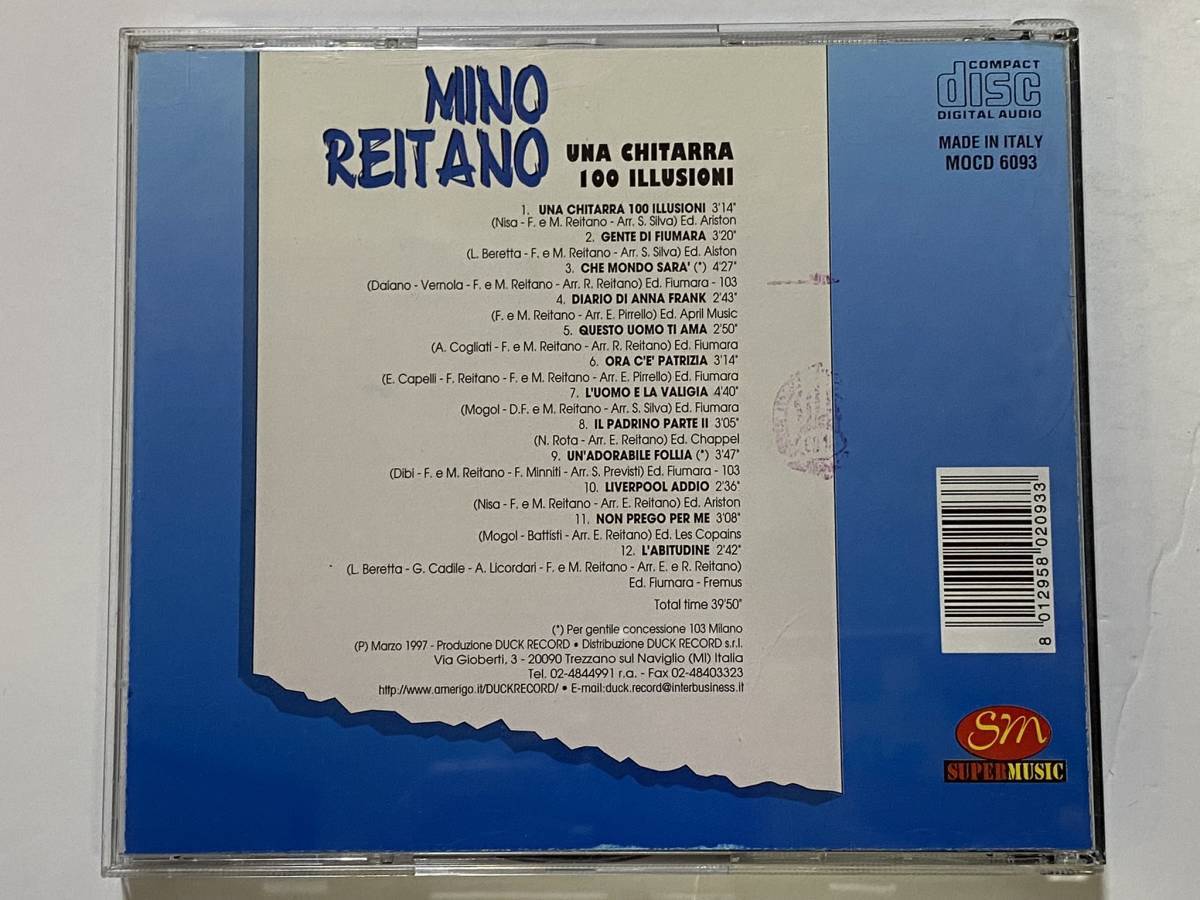 MINO
REITANO
UNA CHITARRA
100 ILLUSIONI
1. UNA CHITARRA 100 ILLUSIONI 3'14"
(Nisa - F. e M. Reitano - Arr. S. Silva) Ed. Ariston
2. GENTE DI FIUMARA 3'20"
(L. Beretta - F. e M. Reitano - Arr. S. Silva) Ed. Aiston
3. CHE MONDO SARA' (*) 4'27"
(Daiano - Vernola - F. e M. Reitano - Arr. R. Reitano) Ed. Fiumara - 103
4. DIARIO DI ANNA FRANK 2'43"
(F. e M. Reitano - Arr. E. Pirrello) Ed. April Music
5. QUESTO UOMO TI AMA 2'50"
(A. Cogliati - F. e M. Reitano - Arr. R. Reitano) Ed. Fiumara
6. ORA C'E' PATRIZIA 3'14"
(E. Capelli - F. Reitano - F. e M. Reitano - Arr. E. Pirrello) Ed. Fiumara
7. L'UOMO E LA VALIGIA 4'40"
(Mogol - D.F. e M. Reitano - Arr. S. Silva) Ed. Fiumara
8. IL PADRINO PARTE II 3'05"
(N. Rota - Arr. E. Reitano) Ed. Chappel
9. UN'ADORABILE FOLLIA (*) 3'47"
(Dibi - F. e M. Reitano - F. Minniti - Arr. S. Previsti) Ed. Fiumara - 103
10. LIVERPOOL ADDIO 2'36"
(Nisa - F. e M. Reitano - Arr. E. Reitano) Ed. Ariston
11. NON PREGO PER ME 3'08"
(Mogol - Battisti - Arr. E. Reitano) Ed. Les Copains
12. L'ABITUDINE 2'42"
(L. Beretta - G. Cadile - A. Licordari - F. e M. Reitano - Arr. E. e R. Reitano)
Ed. Fiumara - Fremus
Total time 39'50"
(*) Per gentile concessione 103 Milano
(P) Marzo 1997 - Produzione DUCK RECORD • Distribuzione DUCK RECORD s.r.l.
Via Gioberti, 3 - 20090 Trezzano sul Naviglio (MI) Italia
Tel. 02-4844991 r.a. - Fax 02-48403323
http://www.amerigo.it/DUCKRECORD/ • E-mail:duck.record@interbusiness.it
COMPACT
disc
DIGITAL AUDIO
MADE IN ITALY
MOCD 6093
8 012958 020933
SM
SUPERMUSIC